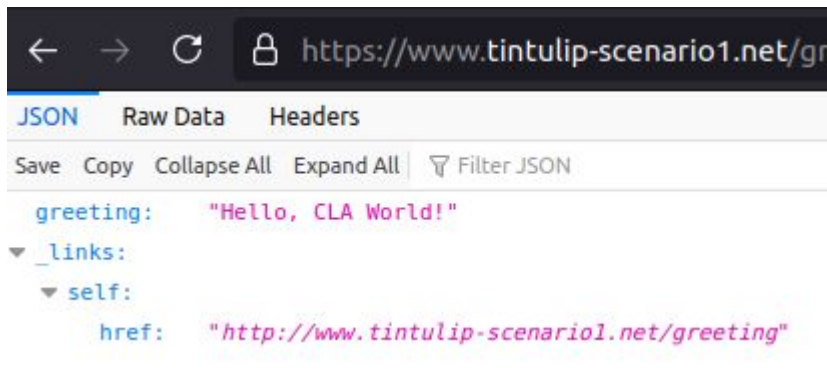 https://www.tintulip-scenario1.net/gr
JSON Raw Data Headers
Save Copy Collapse All Expand All Filter JSON
greeting: "Hello, CLA World!"
_links:
self:
href: "http://www.tintulip-scenario1.net/greeting"